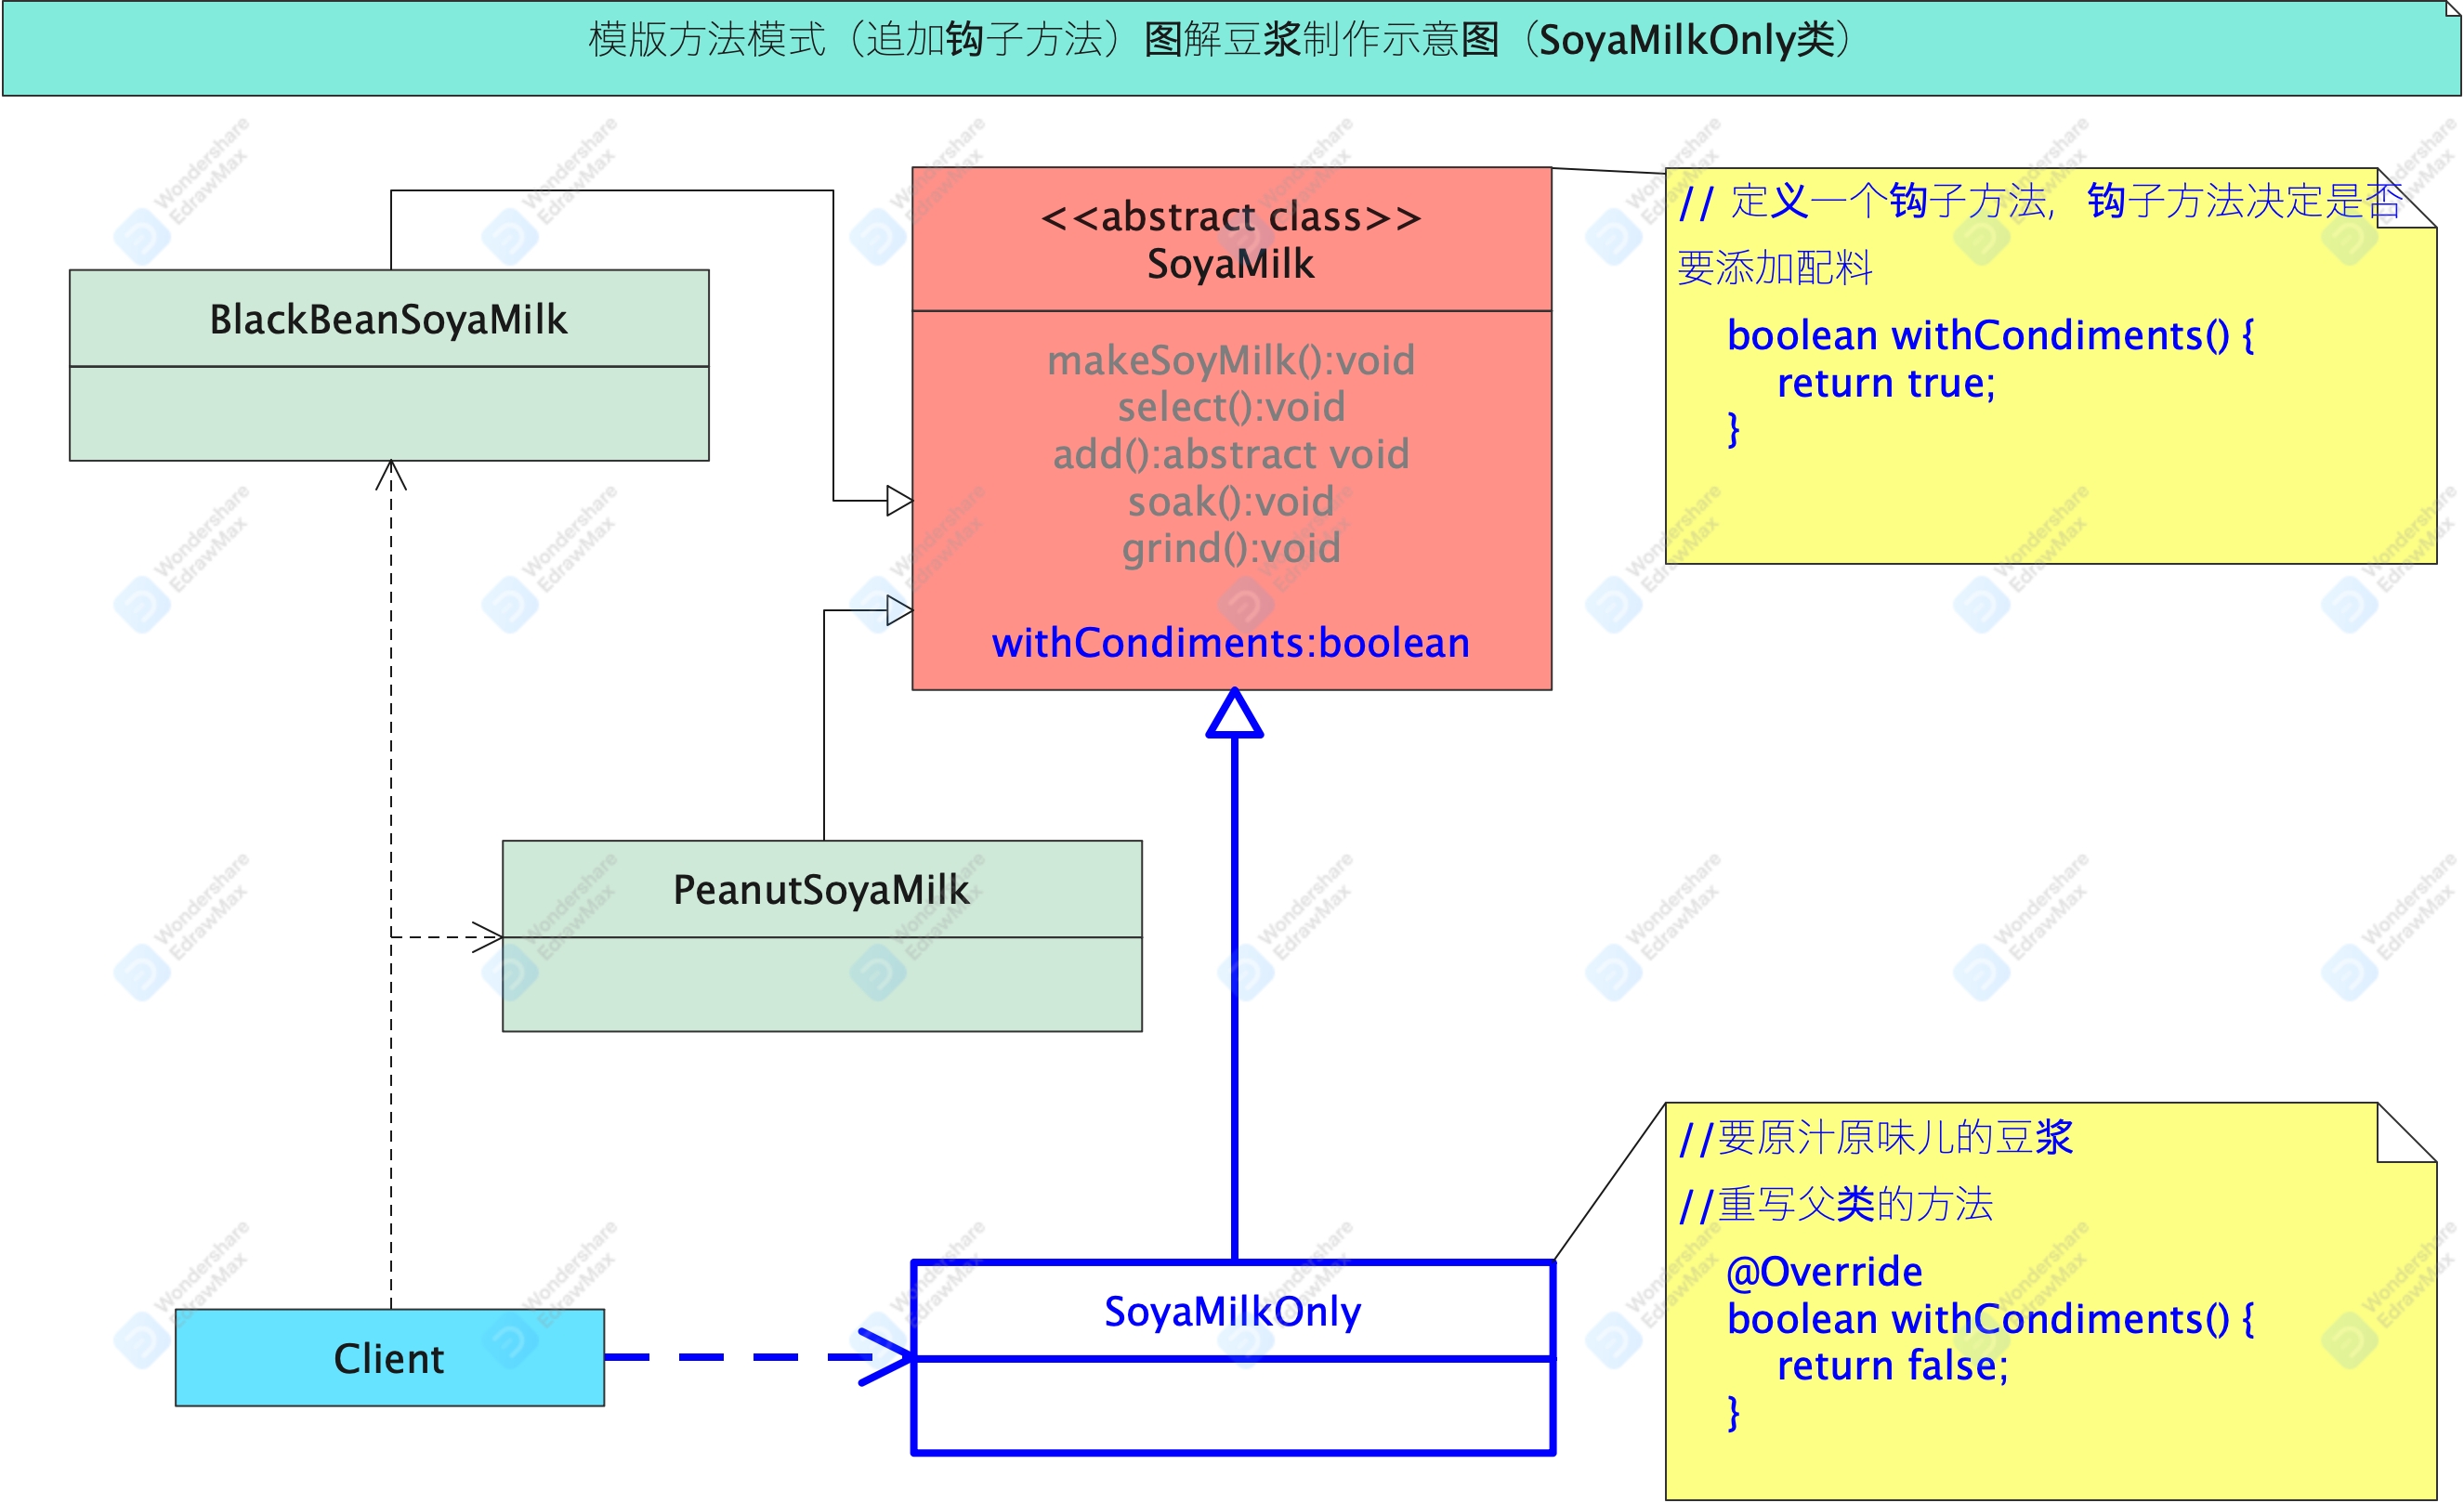 模版方法模式（追加钩子方法）图解豆浆制作示意图（SoyaMilkOnly类）
<<abstract class>>
SoyaMilk
makeSoyMilk():void
select():void
add():abstract void
soak():void
grind():void
withCondiments:boolean
// 定义一个钩子方法，钩子方法决定是否
要添加配料
boolean withCondiments() {
return true;
}
BlackBeanSoyaMilk
PeanutSoyaMilk
Client
SoyaMilkOnly
//要原汁原味儿的豆浆
//重写父类的方法
@Override
boolean withCondiments() {
return false;
}
Wondershare
EdrawMax